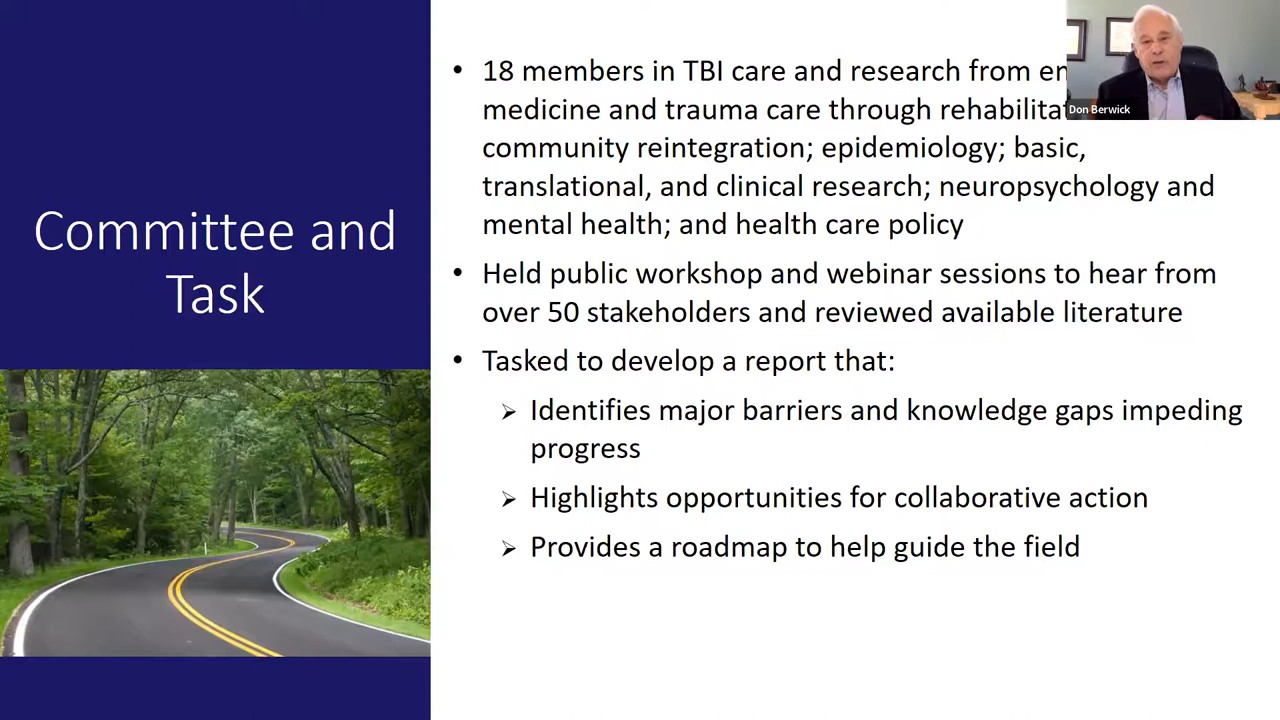 Committee and
Task
• 18 members in TBI care and research from
medicine and trauma care through
community reintegration; epidemiology; basic,
translational, and clinical research; neuropsychology and
mental health; and health care policy
• Held public workshop and webinar sessions to hear from
over 50 stakeholders and reviewed available literature
• Tasked to develop a report that:
➢ Identifies major barriers and knowledge gaps impeding
progress
➢ Highlights opportunities for collaborative action
➢ Provides a roadmap to help guide the field
Don Berwick